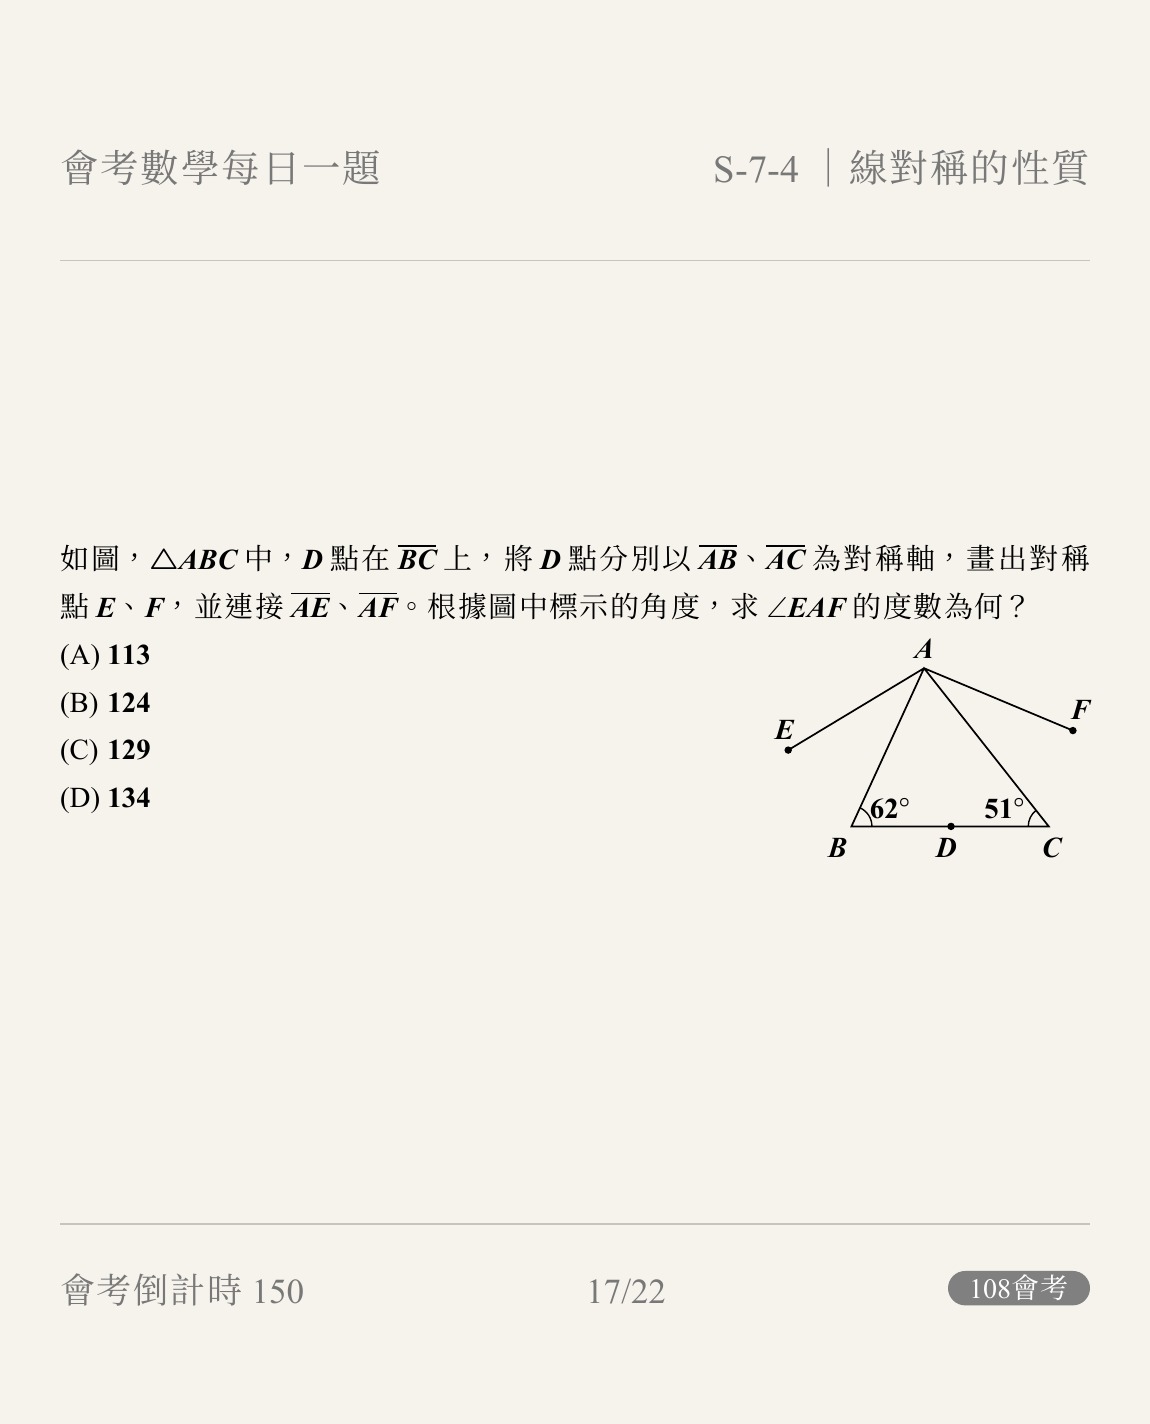 會考數學每日一題
S-7-4｜線對稱的性質
如圖，△ABC 中，D 點在 BC 上，將 D 點分別以 AB、AC 為對稱軸，畫出對稱
點 E、F，並連接 AE、AF。根據圖中標示的角度，求 ∠EAF 的度數為何？
(A) 113
(B) 124
(C) 129
(D) 134
A
E
F
62°
51°
B
D
C
會考倒計時 150
17/22
108會考